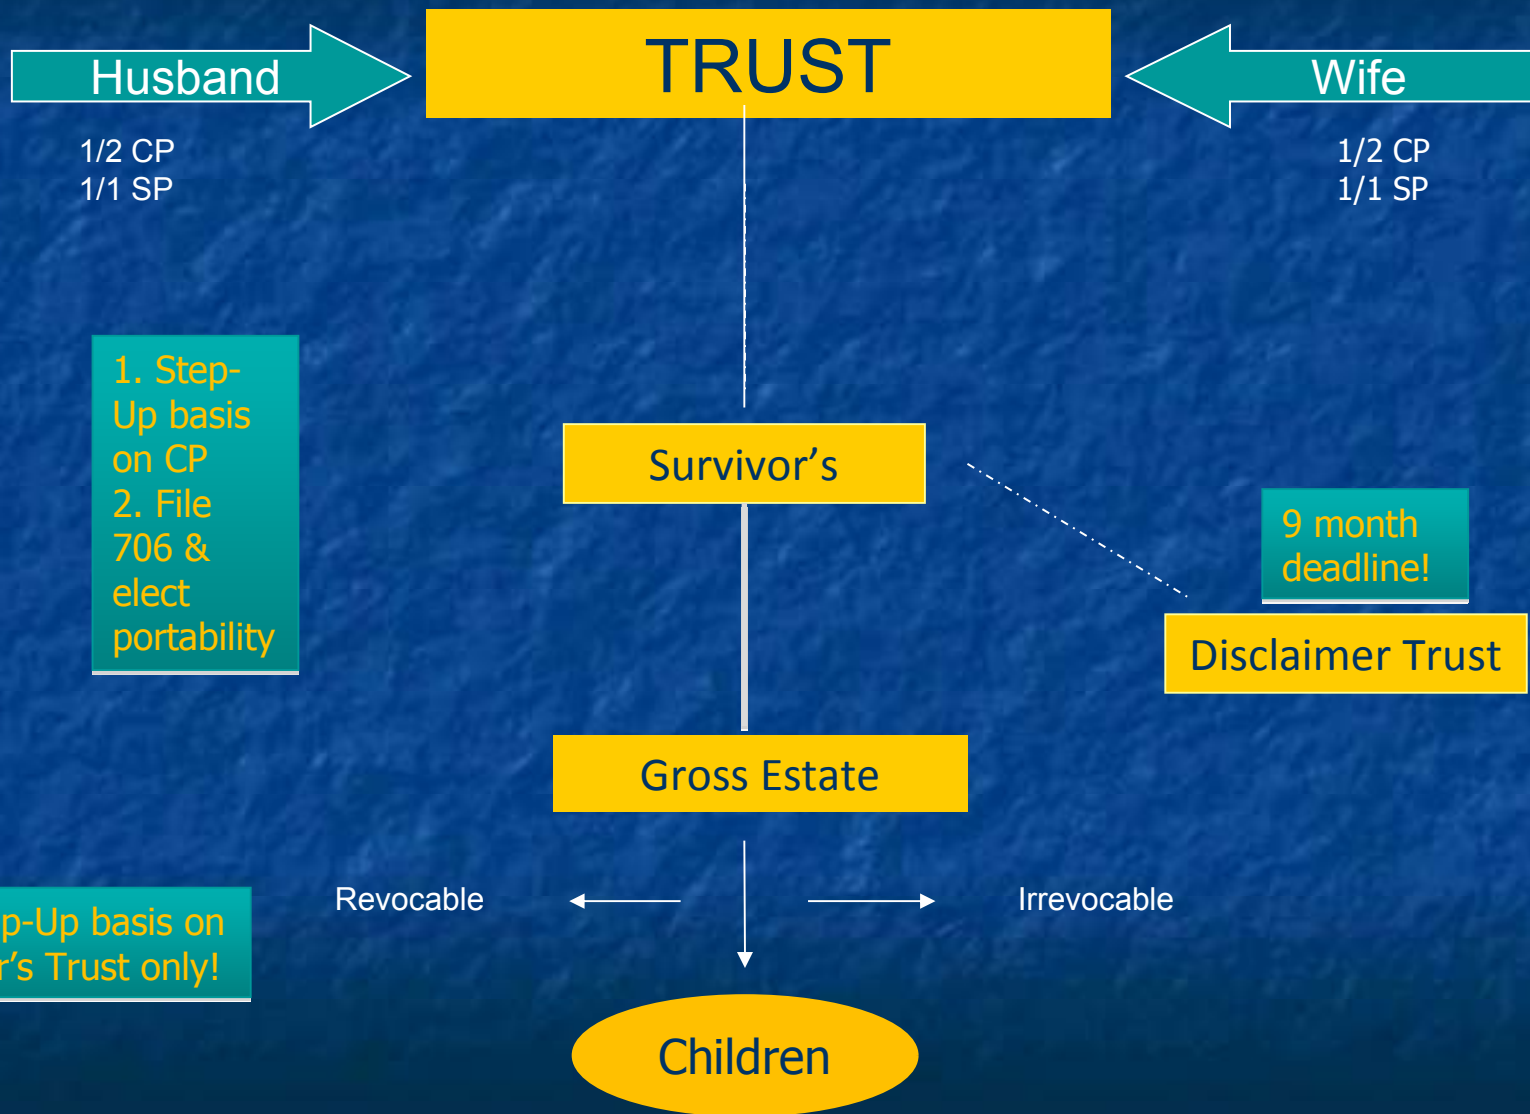 TRUST
Husband
Wife
1/2 CP
1/1 SP
1/2 CP
1/1 SP
1. Step-
Up basis
on CP
2. File
706 &
elect
portability
Survivor’s
9 month
deadline!
Disclaimer Trust
Gross Estate
Revocable
Irrevocable
p-Up basis on
r’s Trust only!
Children